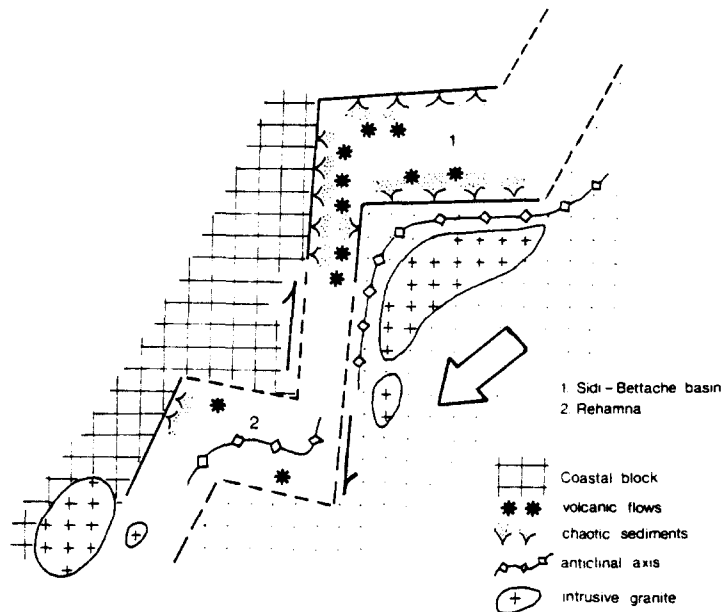 1
2
1. Sidi-Bettache basin
2. Rehamna
Coastal block
volcanic flows
chaotic sediments
anticlinal axis
intrusive granite